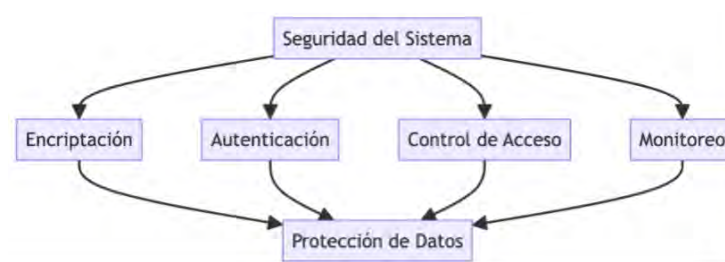 Seguridad del Sistema
Encriptación
Autenticación
Control de Acceso
Monitoreo
Protección de Datos